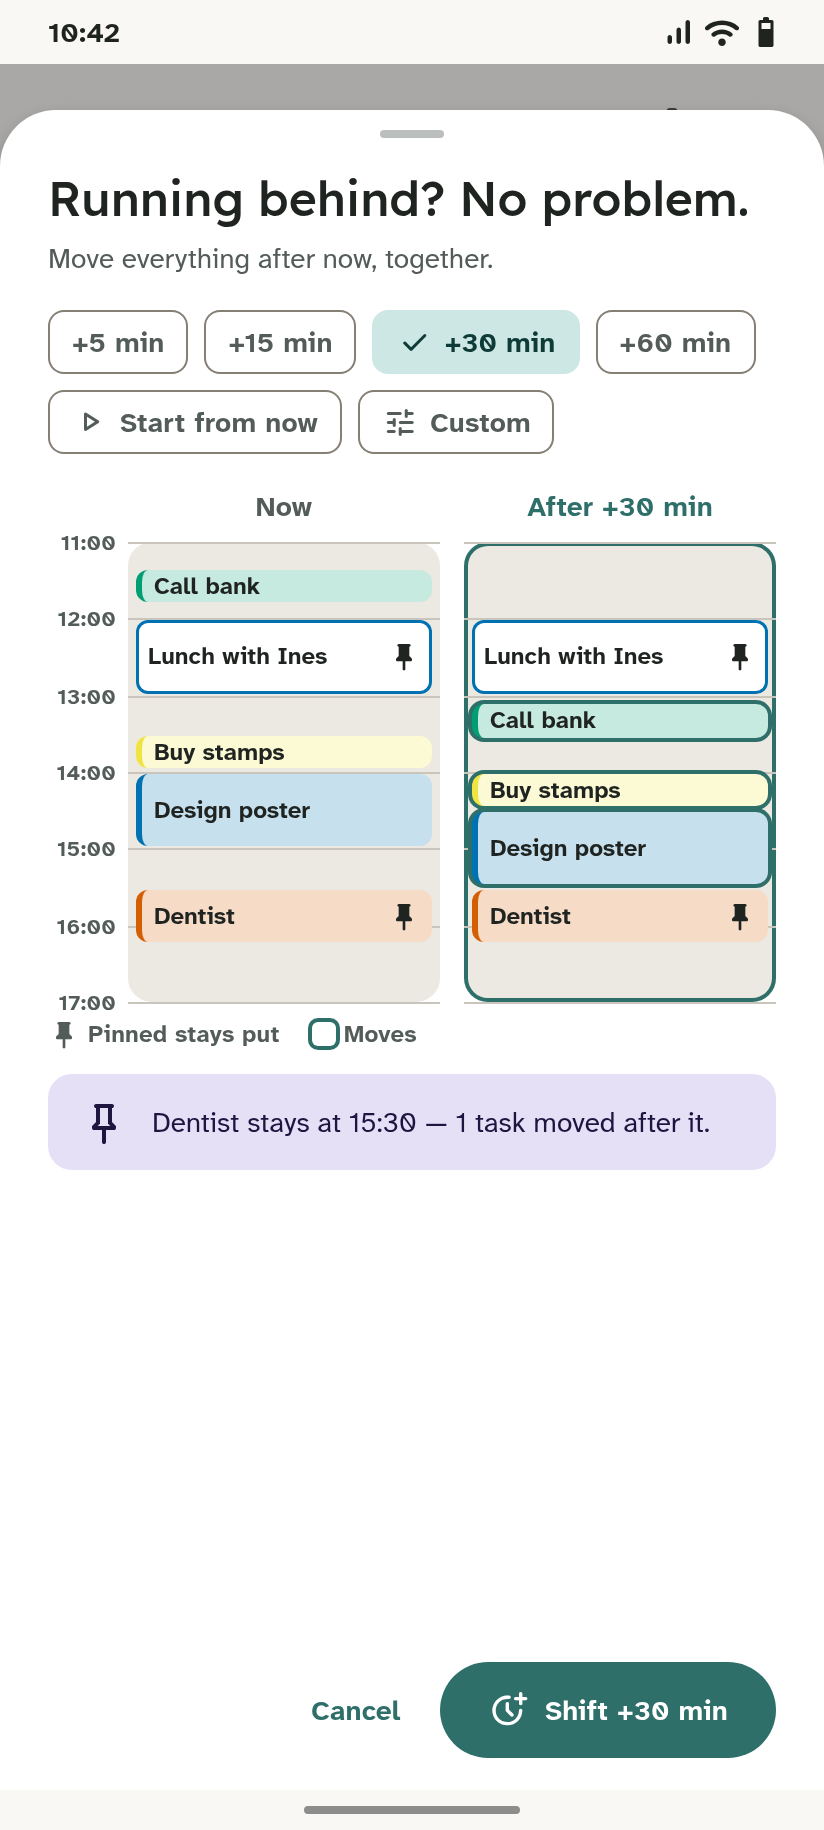 10:42
Running behind? No problem.
Move everything after now, together.
+5 min
+15 min
+30 min
+60 min
Start from now
Custom
Now
After +30 min
11:00
12:00
13:00
14:00
15:00
16:00
17:00
Call bank
Lunch with Ines
Buy stamps
Design poster
Dentist
Lunch with Ines
Call bank
Buy stamps
Design poster
Dentist
Pinned stays put
Moves
Dentist stays at 15:30 — 1 task moved after it.
Cancel
Shift +30 min